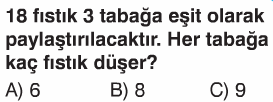 18 fıstık 3 tabağa eşit olarak
paylaştırılacaktır. Her tabağa
kaç fıstık düşer?
A) 6 B) 8 C) 9